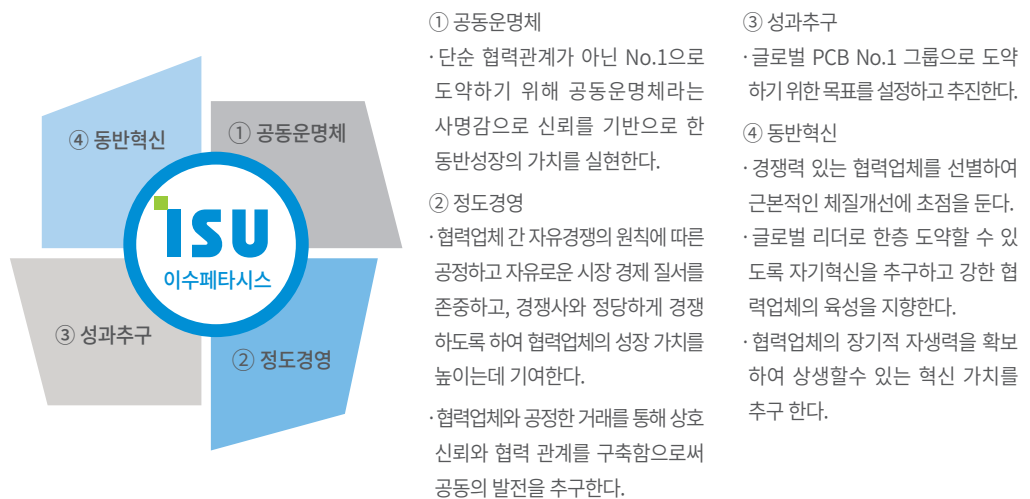 ④ 동반혁신
① 공동운명체
ISU
이수페타시스
③ 성과추구
② 정도경영
① 공동운명체
· 단순 협력관계가 아닌 No.1으로
도약하기 위해 공동운명체라는
사명감으로 신뢰를 기반으로 한
동반성장의 가치를 실현한다.
② 정도경영
· 협력업체 간 자유경쟁의 원칙에 따른
공정하고 자유로운 시장 경제 질서를
존중하고, 경쟁사와 정당하게 경쟁
하도록 하여 협력업체의 성장 가치를
높이는데 기여한다.
· 협력업체와 공정한 거래를 통해 상호
신뢰와 협력 관계를 구축함으로써
공동의 발전을 추구한다.
③ 성과추구
· 글로벌 PCB No.1 그룹으로 도약
하기 위한 목표를 설정하고 추진한다.
④ 동반혁신
· 경쟁력 있는 협력업체를 선별하여
근본적인 체질개선에 초점을 둔다.
· 글로벌 리더로 한층 도약할 수 있
도록 자기혁신을 추구하고 강한 협
력업체의 육성을 지향한다.
· 협력업체의 장기적 자생력을 확보
하여 상생할수 있는 혁신 가치를
추구 한다.